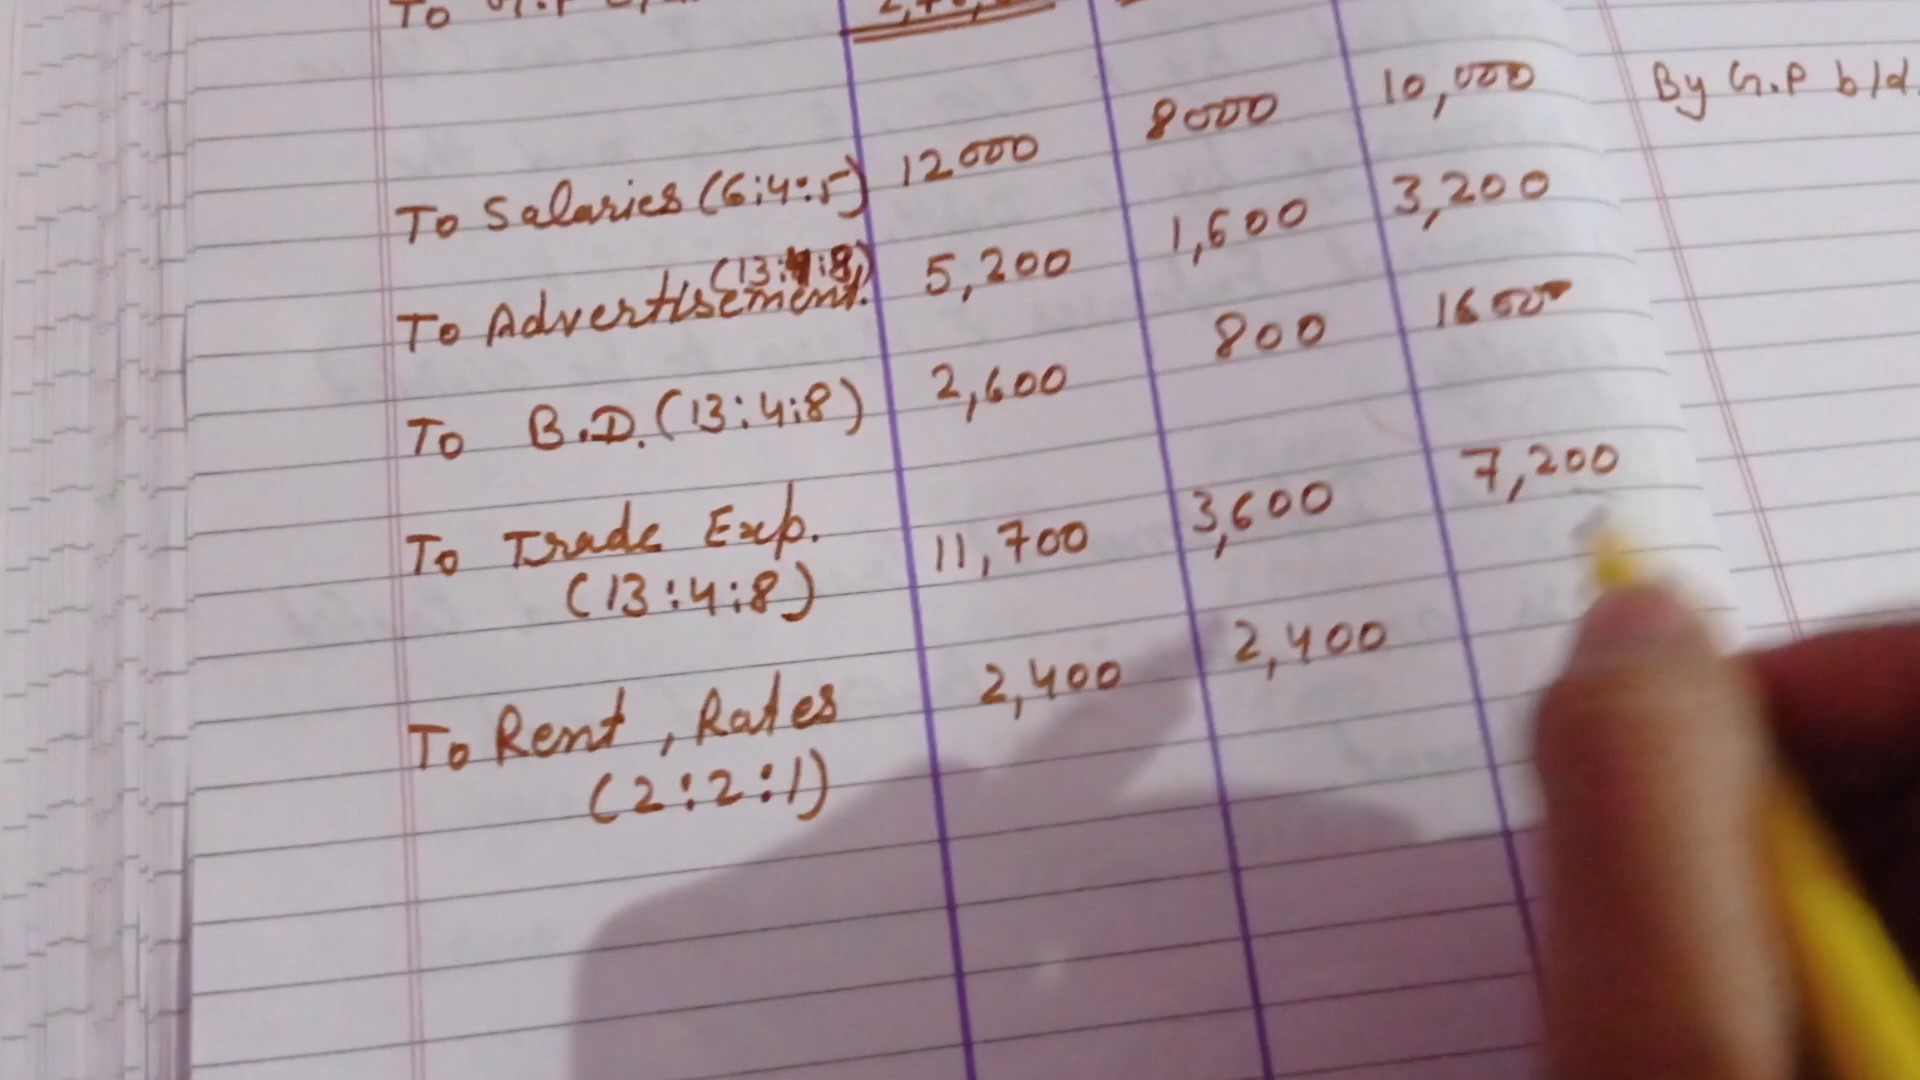 To
To Salaries (6:4:5) 12000 8000 10,000 By G.P b/d.
(13:4:8)
To Advertisement. 5,200 1,600 3,200
To B.D. (13:4:8) 2,600 800 1600
To Trade Exp. 11,700 3,600 7,200
(13:4:8)
To Rent, Rates 2,400 2,400
(2:2:1)